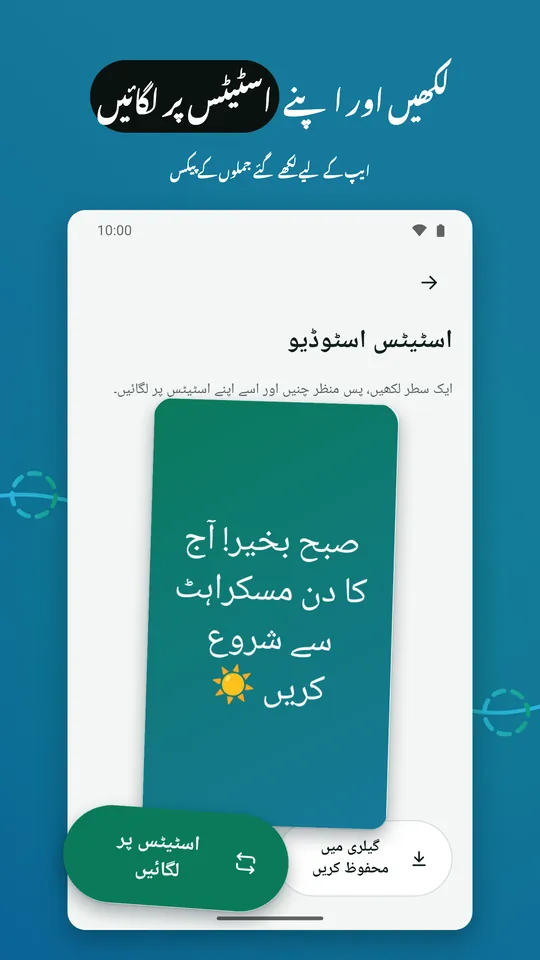 لکھیں اور اپنے اسٹیٹس پر لگائیں
ایپ کے لیے لکھے گئے جملوں کے پیکس
10:00
اسٹیٹس اسٹوڈیو
ایک سطر لکھیں، پس منظر چنیں اور اسے اپنے اسٹیٹس پر لگائیں۔
صبح بخیر! آج
کا دن مسکراہٹ
سے شروع
کریں ☀️
گیلری میں
محفوظ کریں
اسٹیٹس پر
لگائیں